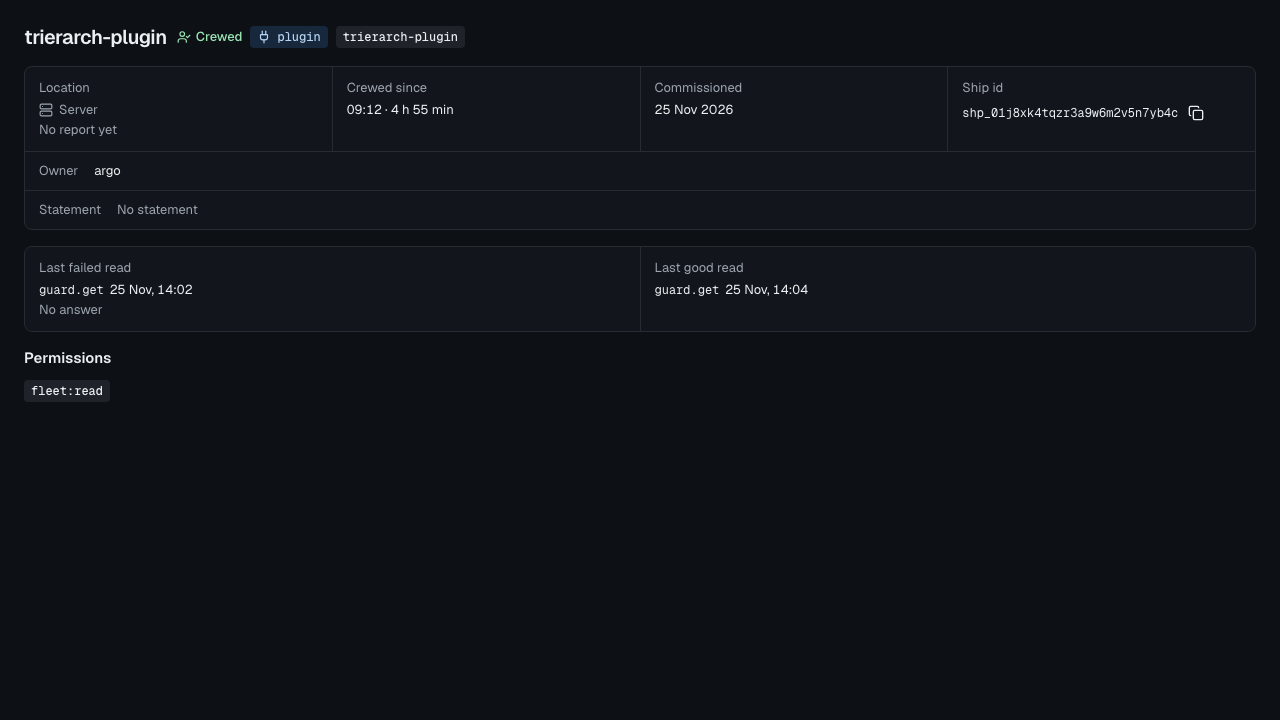 trierarch-plugin Crewed plugin trierarch-plugin
Location
Server
No report yet
Crewed since
09:12 · 4 h 55 min
Commissioned
25 Nov 2026
Ship id
shp_01j8xk4tqzr3a9w6m2v5n7yb4c
Owner argo
Statement No statement
Last failed read
guard.get 25 Nov, 14:02
No answer
Last good read
guard.get 25 Nov, 14:04
Permissions
fleet:read